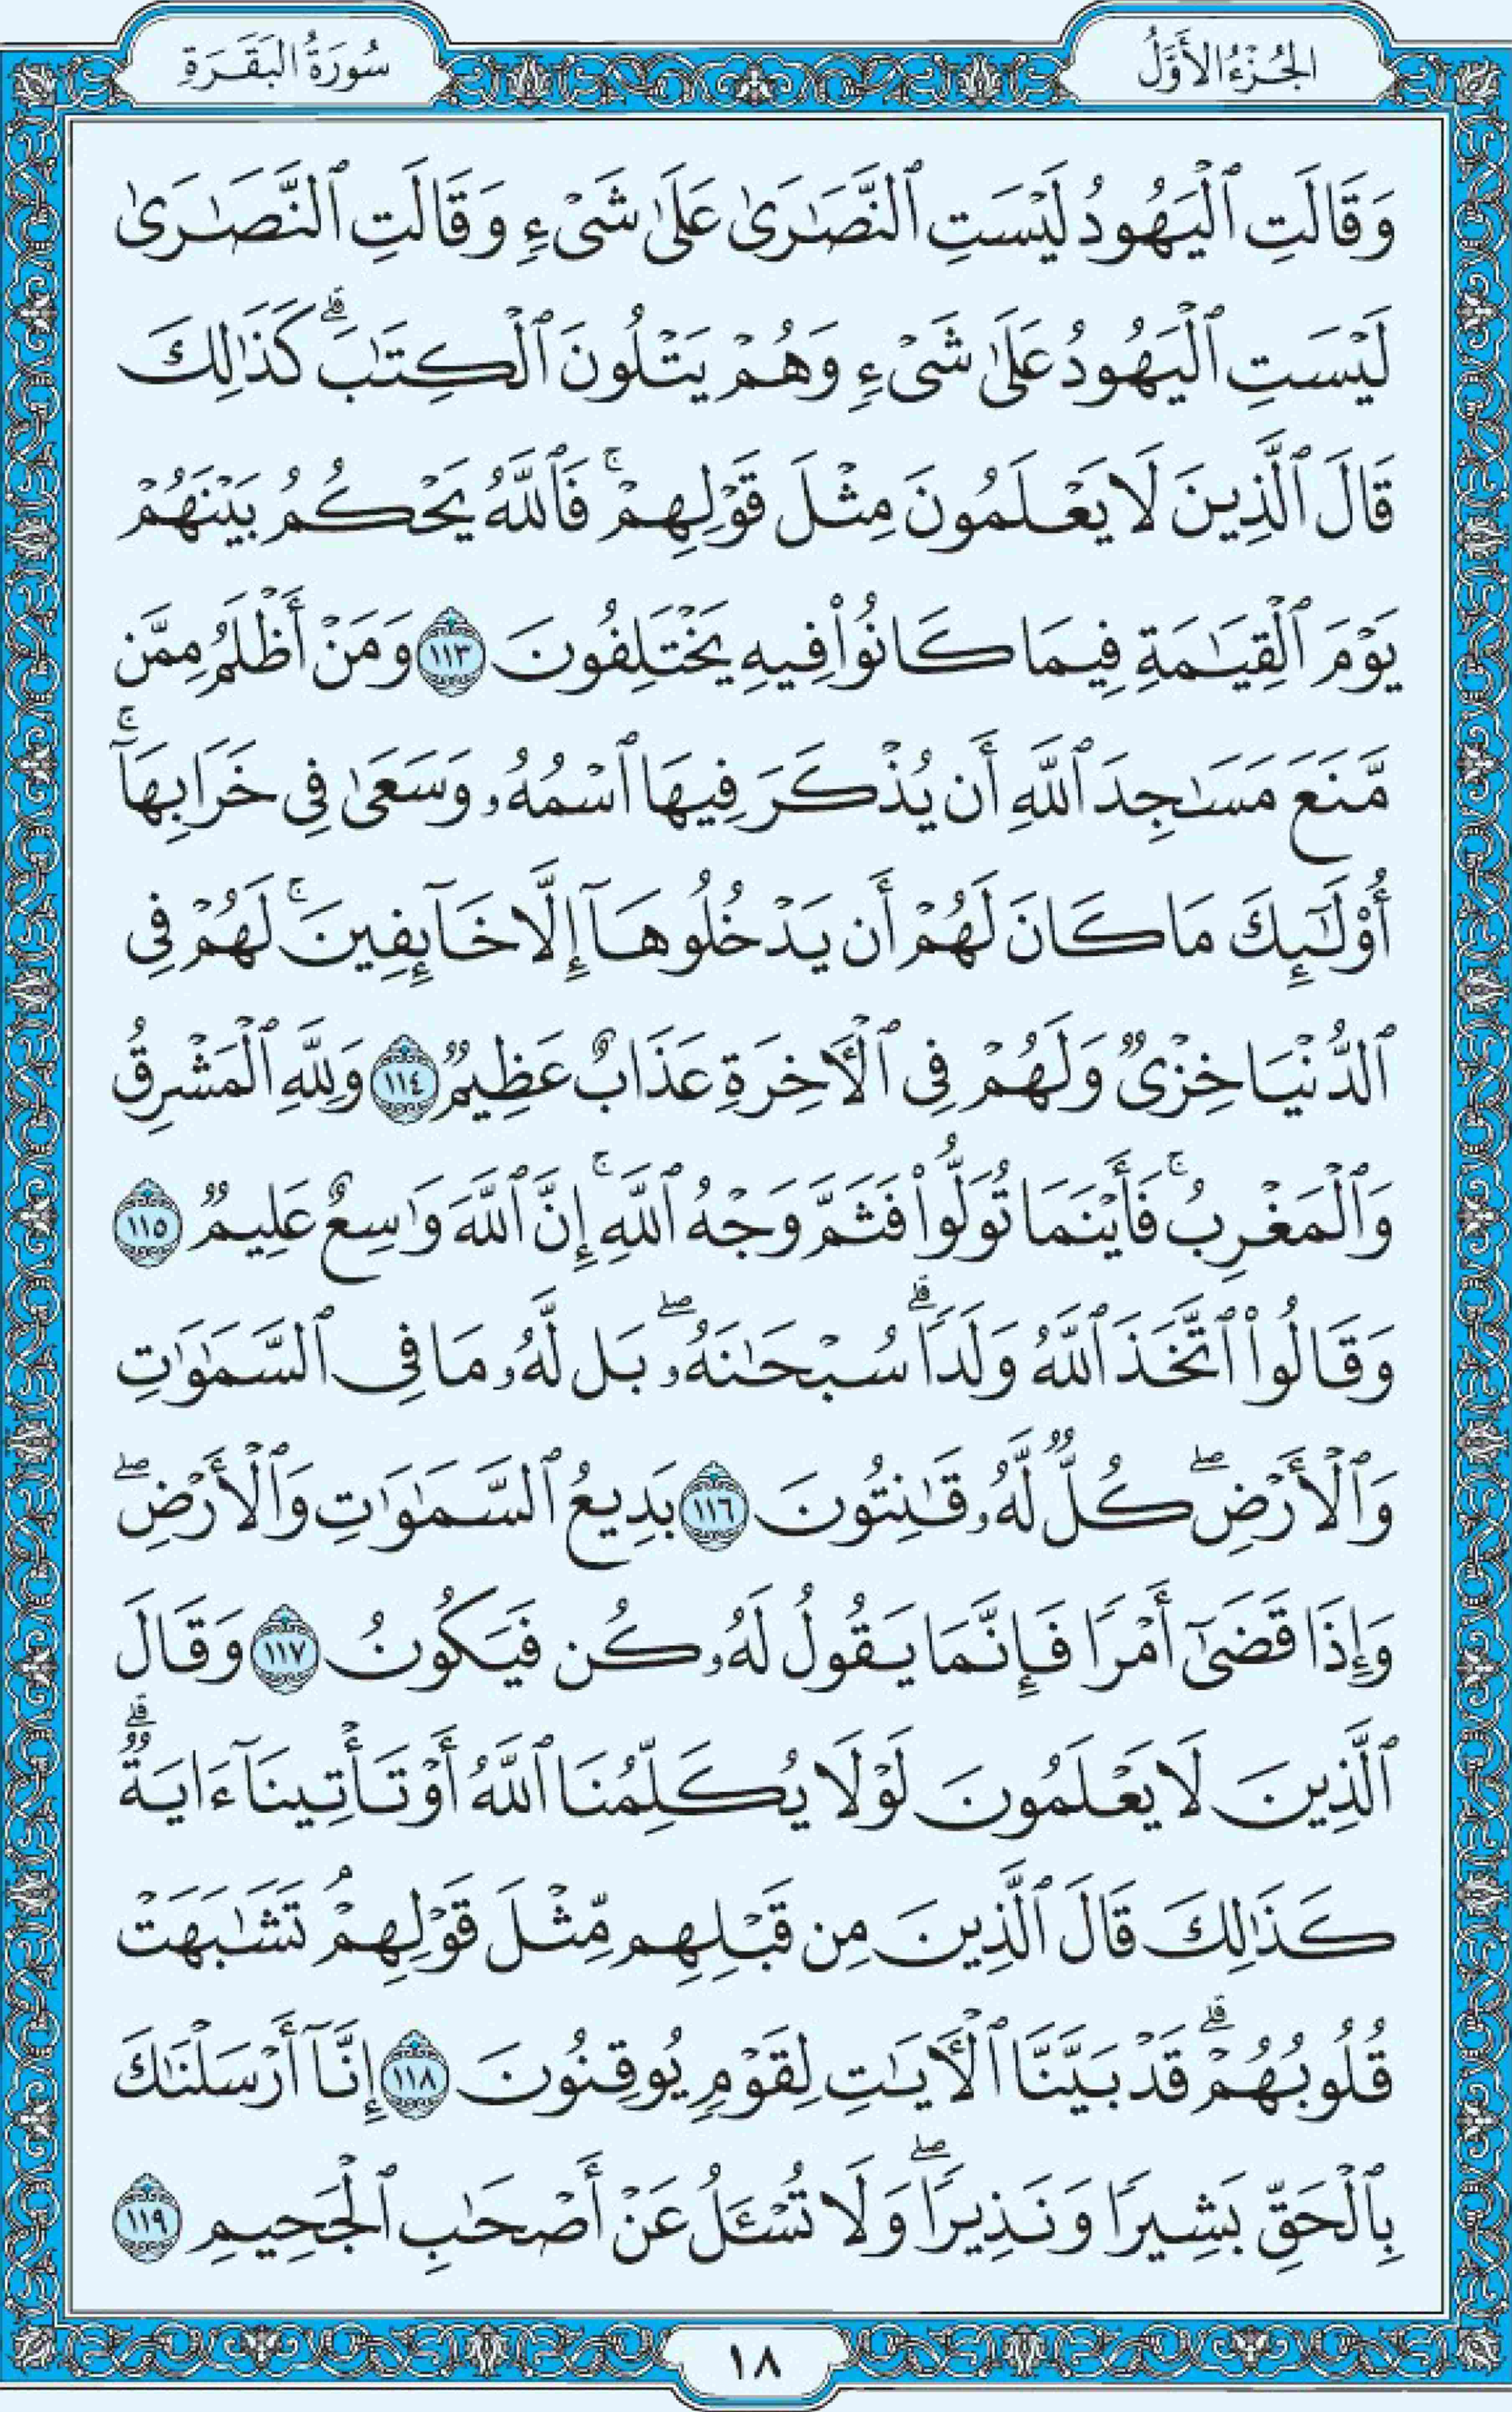 الجُزْءُ الأَوَّلُ
سُورَةُ البَقَرَةِ
وَقَالَتِ ٱلْيَهُودُ لَيْسَتِ ٱلنَّصَٰرَىٰ عَلَىٰ شَىْءٍ وَقَالَتِ ٱلنَّصَٰرَىٰ
لَيْسَتِ ٱلْيَهُودُ عَلَىٰ شَىْءٍ وَهُمْ يَتْلُونَ ٱلْكِتَٰبَ ۗ كَذَٰلِكَ
قَالَ ٱلَّذِينَ لَا يَعْلَمُونَ مِثْلَ قَوْلِهِمْ ۚ فَٱللَّهُ يَحْكُمُ بَيْنَهُمْ
يَوْمَ ٱلْقِيَٰمَةِ فِيمَا كَانُوا۟ فِيهِ يَخْتَلِفُونَ ١١٣ وَمَنْ أَظْلَمُ مِمَّن
مَّنَعَ مَسَٰجِدَ ٱللَّهِ أَن يُذْكَرَ فِيهَا ٱسْمُهُۥ وَسَعَىٰ فِى خَرَابِهَآ ۚ
أُو۟لَٰٓئِكَ مَا كَانَ لَهُمْ أَن يَدْخُلُوهَآ إِلَّا خَآئِفِينَ ۚ لَهُمْ فِى
ٱلدُّنْيَا خِزْىٌ وَلَهُمْ فِى ٱلْـَٔاخِرَةِ عَذَابٌ عَظِيمٌ ١١٤ وَلِلَّهِ ٱلْمَشْرِقُ
وَٱلْمَغْرِبُ ۚ فَأَيْنَمَا تُوَلُّوا۟ فَثَمَّ وَجْهُ ٱللَّهِ ۚ إِنَّ ٱللَّهَ وَٰسِعٌ عَلِيمٌ ١١٥
وَقَالُوا۟ ٱتَّخَذَ ٱللَّهُ وَلَدًا ۗ سُبْحَٰنَهُۥ ۖ بَل لَّهُۥ مَا فِى ٱلسَّمَٰوَٰتِ
وَٱلْأَرْضِ ۖ كُلٌّ لَّهُۥ قَٰنِتُونَ ١١٦ بَدِيعُ ٱلسَّمَٰوَٰتِ وَٱلْأَرْضِ ۖ
وَإِذَا قَضَىٰٓ أَمْرًا فَإِنَّمَا يَقُولُ لَهُۥ كُن فَيَكُونُ ١١٧ وَقَالَ
ٱلَّذِينَ لَا يَعْلَمُونَ لَوْلَا يُكَلِّمُنَا ٱللَّهُ أَوْ تَأْتِينَآ ءَايَةٌ ۗ
كَذَٰلِكَ قَالَ ٱلَّذِينَ مِن قَبْلِهِم مِّثْلَ قَوْلِهِمْ ۘ تَشَٰبَهَتْ
قُلُوبُهُمْ ۗ قَدْ بَيَّنَّا ٱلْـَٔايَٰتِ لِقَوْمٍ يُوقِنُونَ ١١٨ إِنَّآ أَرْسَلْنَٰكَ
بِٱلْحَقِّ بَشِيرًا وَنَذِيرًا ۖ وَلَا تُسْـَٔلُ عَنْ أَصْحَٰبِ ٱلْجَحِيمِ ١١٩
١٨